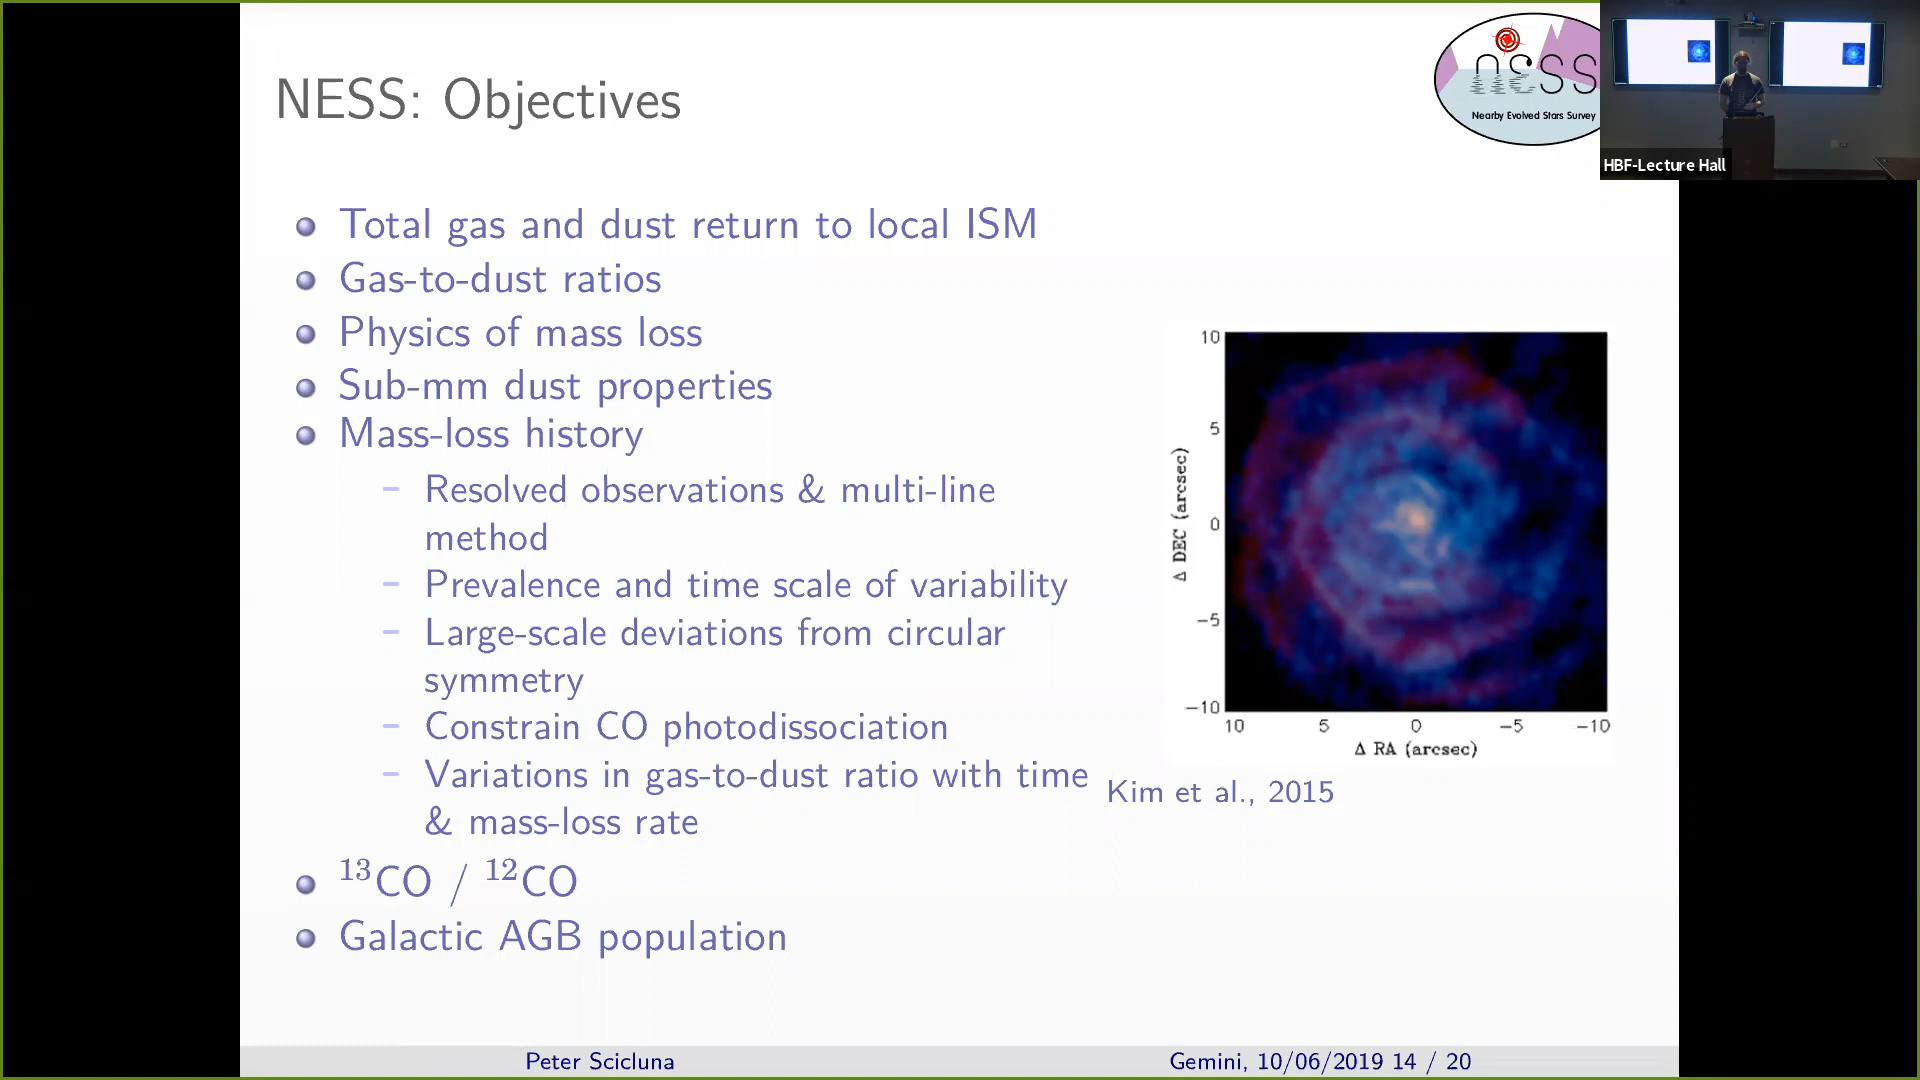 NESS: Objectives
ness
Nearby Evolved Stars Survey
HBF-Lecture Hall
Total gas and dust return to local ISM
Gas-to-dust ratios
Physics of mass loss
Sub-mm dust properties
Mass-loss history
– Resolved observations & multi-line
method
– Prevalence and time scale of variability
– Large-scale deviations from circular
symmetry
– Constrain CO photodissociation
– Variations in gas-to-dust ratio with time
& mass-loss rate
¹³CO / ¹²CO
Galactic AGB population
10
5
0
−5
−10
Δ DEC (arcsec)
10 5 0 −5 −10
Δ RA (arcsec)
Kim et al., 2015
Peter Scicluna
Gemini, 10/06/2019 14 / 20